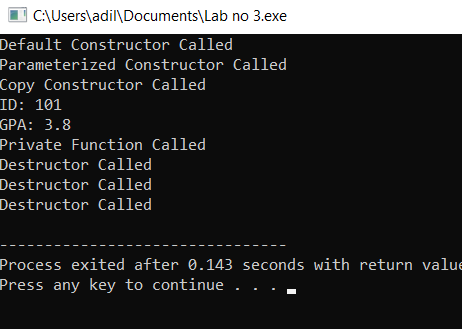 C:\Users\adil\Documents\Lab no 3.exe
Default Constructor Called
Parameterized Constructor Called
Copy Constructor Called
ID: 101
GPA: 3.8
Private Function Called
Destructor Called
Destructor Called
Destructor Called
--------------------------------
Process exited after 0.143 seconds with return value
Press any key to continue . . .